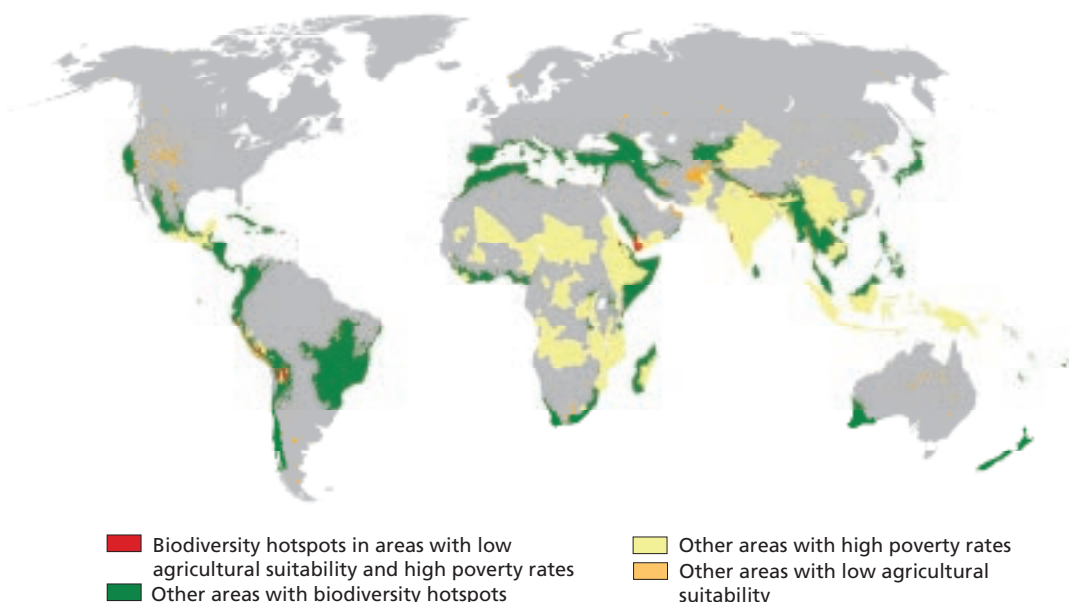 Biodiversity hotspots in areas with low
agricultural suitability and high poverty rates
Other areas with biodiversity hotspots
Other areas with high poverty rates
Other areas with low agricultural
suitability